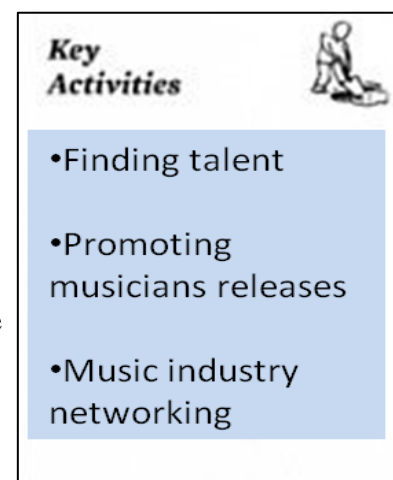 Key
Activities
•Finding talent
•Promoting
musicians releases
•Music industry
networking